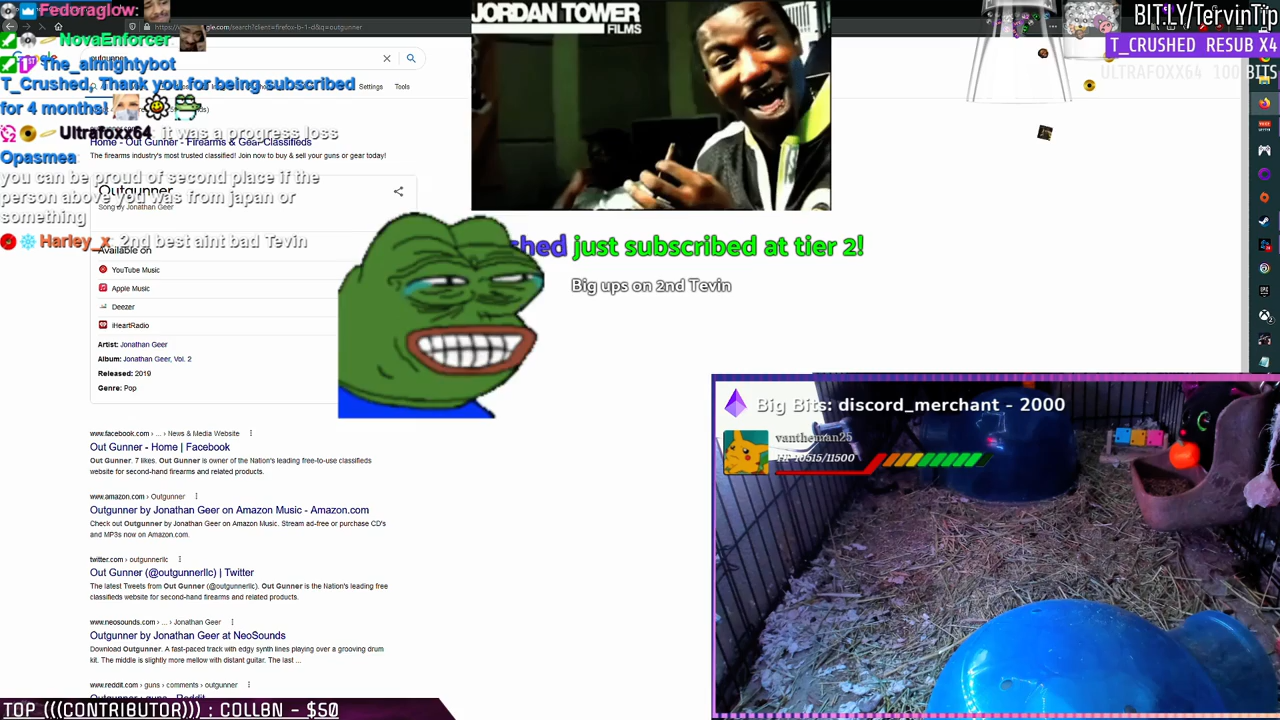 Fedoraglow:
NovaEnforcer
The_almightybot
T_Crushed, Thank you for being subscribed
for 4 months!
Ultrafoxx64: it was a progress loss
Opasmea:
you can be proud of second place if the
person above you was from japan or
something
Harley_x: 2nd best aint bad Tevin
Settings
Tools
Home - Out Gunner - Firearms & Gear Classifieds
The firearms industry's most trusted classified! Join now to buy & sell your guns or gear today!
Outgunner
Song by Jonathan Geer
Available on
YouTube Music
Apple Music
Deezer
iHeartRadio
Artist: Jonathan Geer
Album: Jonathan Geer, Vol. 2
Released: 2019
Genre: Pop
www.facebook.com › ... › News & Media Website
Out Gunner - Home | Facebook
Out Gunner. 7 likes. Out Gunner is owner of the Nation's leading free-to-use classifieds
website for second-hand firearms and related products.
www.amazon.com › Outgunner
Outgunner by Jonathan Geer on Amazon Music - Amazon.com
Check out Outgunner by Jonathan Geer on Amazon Music. Stream ad-free or purchase CD's
and MP3s now on Amazon.com.
twitter.com › outgunnerllc
Out Gunner (@outgunnerllc) | Twitter
The latest Tweets from Out Gunner (@outgunnerllc). Out Gunner is the Nation's leading free
classifieds website for second-hand firearms and related products.
www.neosounds.com › ... › Jonathan Geer
Outgunner by Jonathan Geer at NeoSounds
Download Outgunner. A fast-paced track with edgy synth lines playing over a grooving drum
kit. The middle is slightly more mellow with distant guitar. The last ...
www.reddit.com › guns › comments › outgunner
Outgunner : guns - Reddit
TOP (((CONTRIBUTOR))) : COLL8N - $50
JORDAN TOWER
FILMS
shed just subscribed at tier 2!
Big ups on 2nd Tevin
BIT.LY/TervinTip
T_CRUSHED RESUB X4
ULTRAFOXX64 100 BITS
Big Bits: discord_merchant - 2000
vantheman25
HP 10515/11500